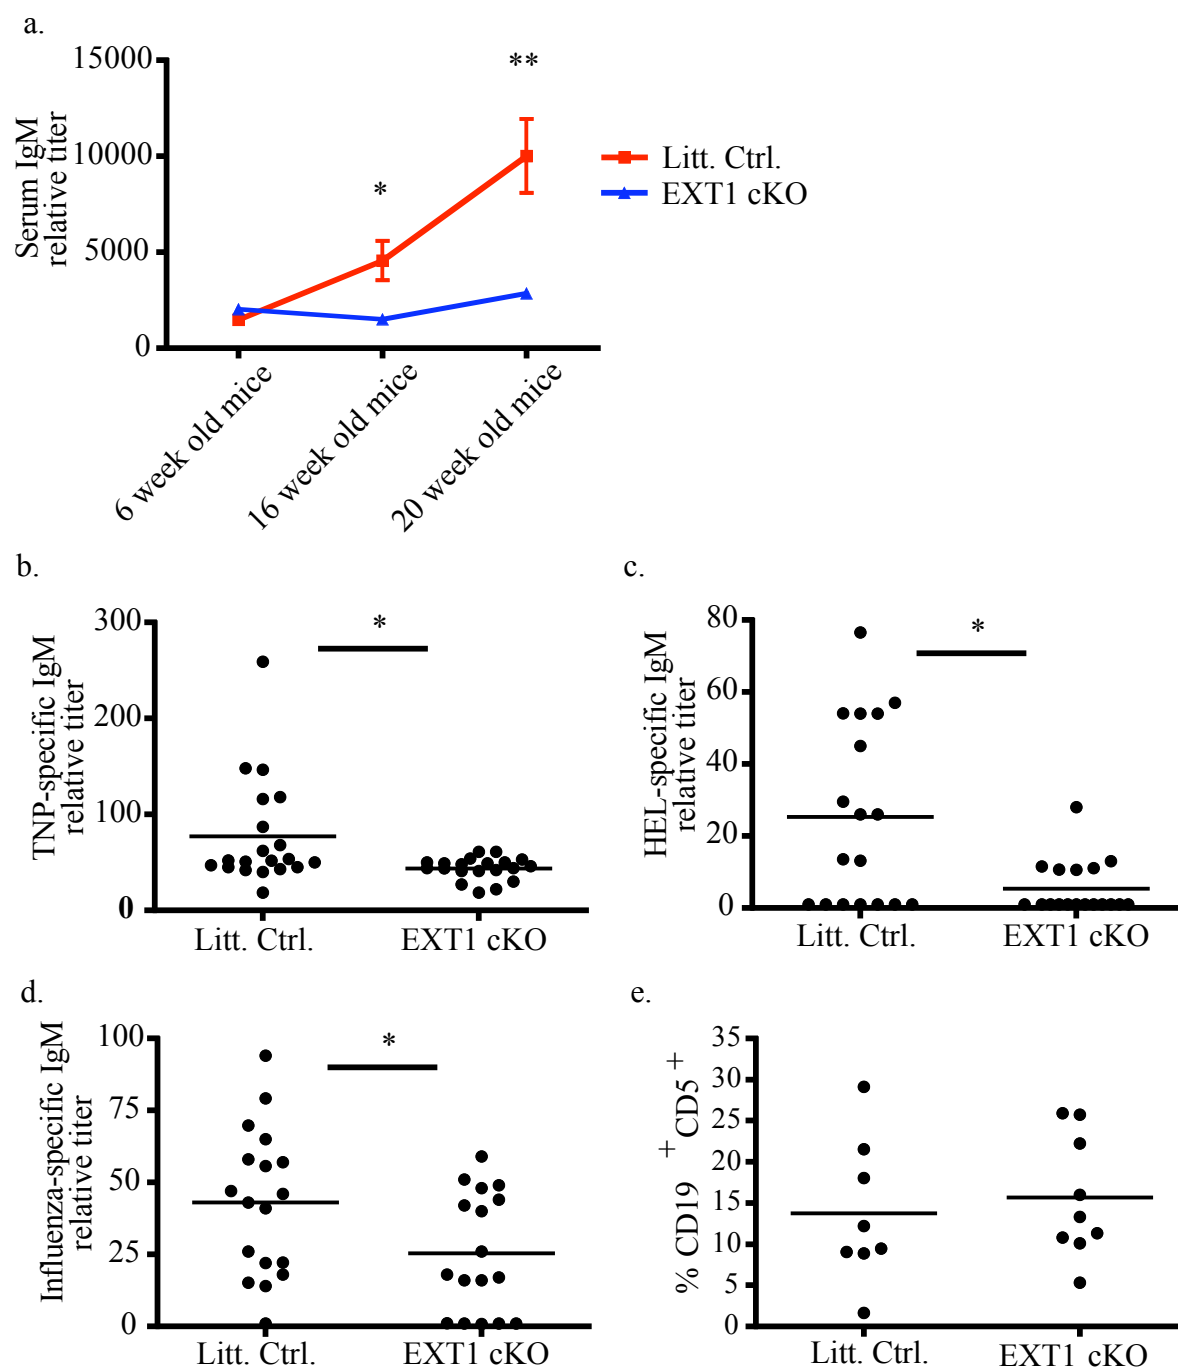 a.
15000
10000
5000
0
Serum IgM
relative titer
*
**
Litt. Ctrl.
EXT1 cKO
6 week old mice
16 week old mice
20 week old mice
b.
300
200
100
0
TNP-specific IgM
relative titer
*
Litt. Ctrl.
EXT1 cKO
c.
80
60
40
20
0
HEL-specific IgM
relative titer
*
Litt. Ctrl.
EXT1 cKO
d.
100
75
50
25
0
Influenza-specific IgM
relative titer
*
Litt. Ctrl.
EXT1 cKO
e.
35
30
25
20
15
10
5
0
% CD19 + CD5 +
Litt. Ctrl.
EXT1 cKO